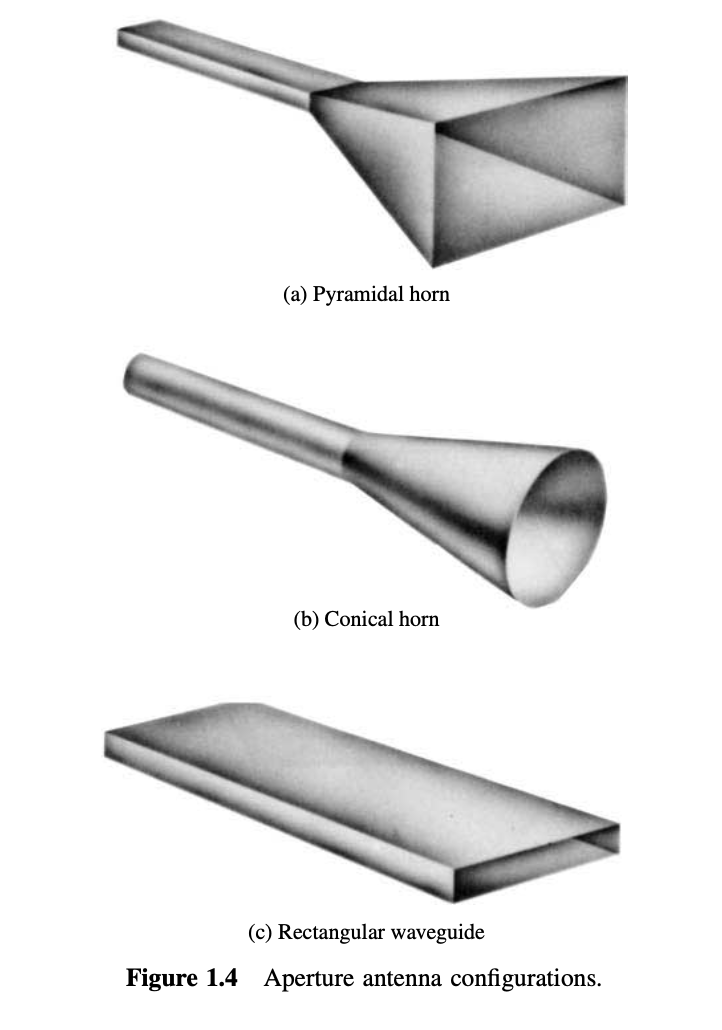 (a) Pyramidal horn
(b) Conical horn
(c) Rectangular waveguide
Figure 1.4 Aperture antenna configurations.